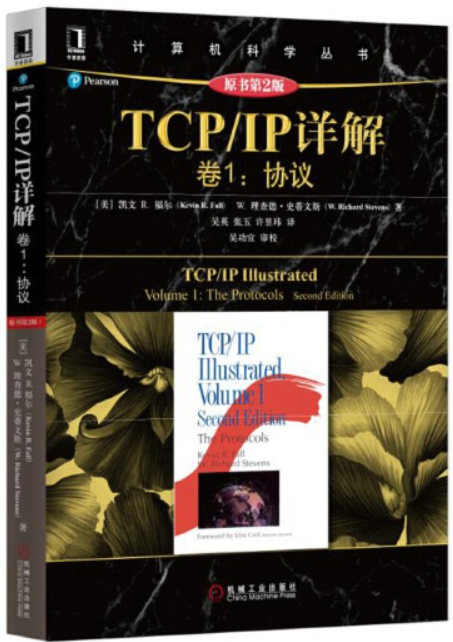 计算机科学丛书
Pearson
原书第2版
TCP/IP详解
卷1：协议
[美] 凯文 R. 福尔 (Kevin R. Fall) W. 理查德·史蒂文斯 (W. Richard Stevens) 著
吴英 张玉 许昱玮 译
吴功宜 审校
TCP/IP Illustrated
Volume 1: The Protocols Second Edition
TCP/IP
Illustrated,
Volume 1
Second Edition
The Protocols
Kevin R. Fall
W. Richard Stevens
Foreword by Vint Cerf
机械工业出版社
China Machine Press
Pearson
TCP/IP详解
卷1：协议
[美] 凯文 R. 福尔 (Kevin R. Fall)
W. 理查德·史蒂文斯 (W. Richard Stevens) 著
机械工业出版社
China Machine Press